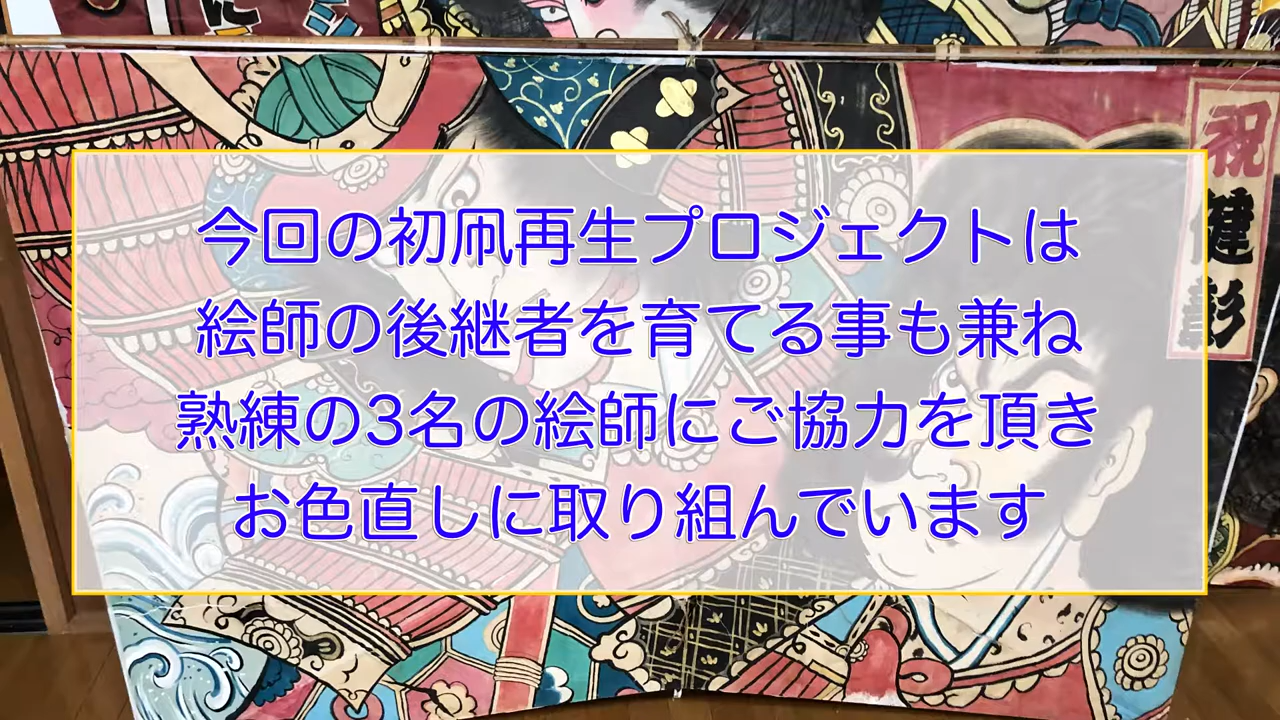 今回の初凧再生プロジェクトは
絵師の後継者を育てる事も兼ね
熟練の3名の絵師にご協力を頂き
お色直しに取り組んでいます
祝
健
彰